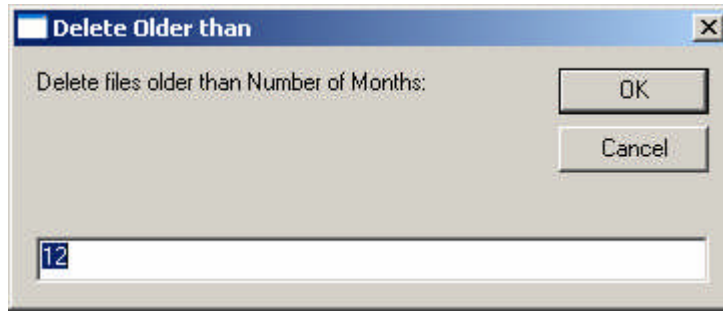 Delete Older than
Delete files older than Number of Months:
OK
Cancel
12